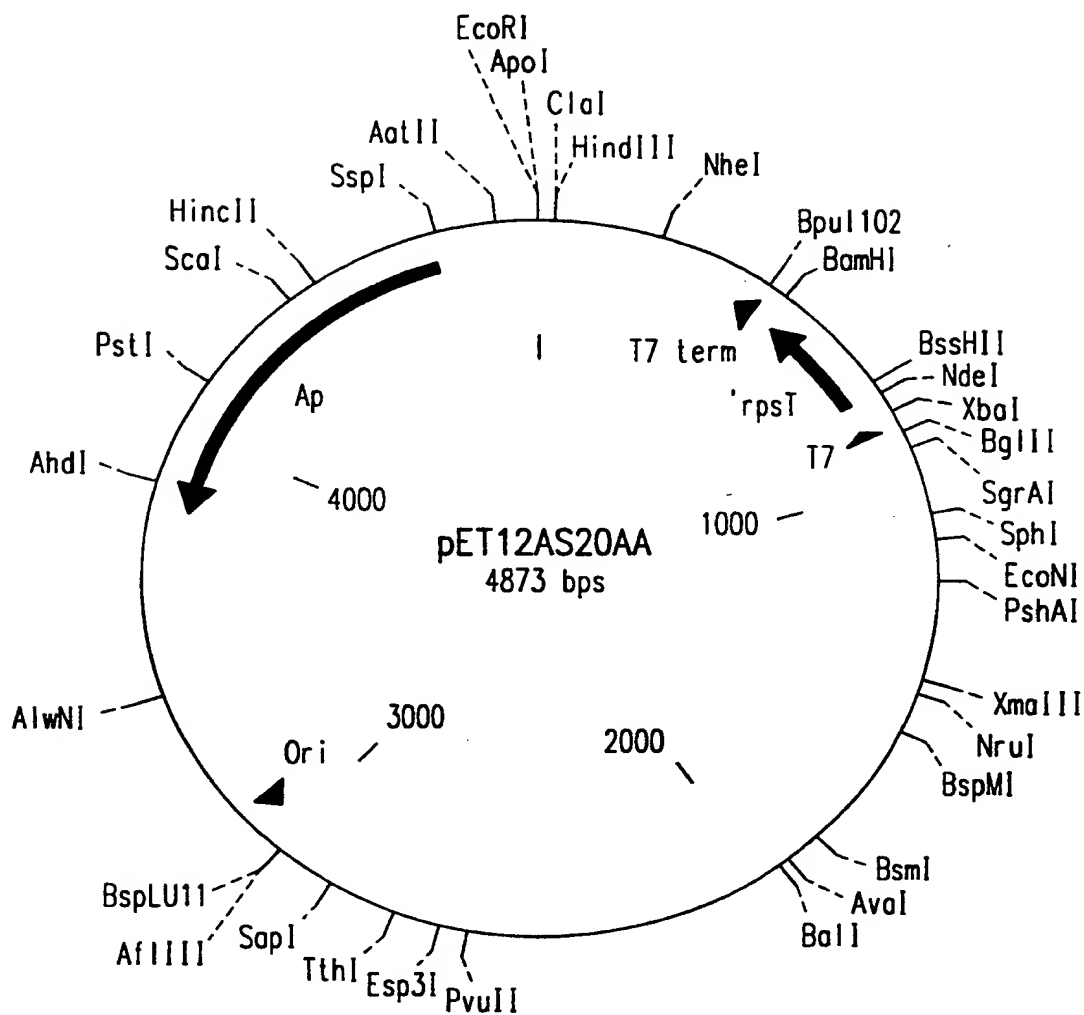 EcoRI
ApoI
ClaI
HindIII
AatII
SspI
NheI
HincII
ScaI
Bpu1102
BamHI
PstI
BssHII
NdeI
XbaI
BglII
SgrAI
SphI
EcoNI
PshAI
AhdI
Ap
1
T7 term
'rpsT
T7
4000
1000
pET12AS20AA
4873 bps
AlwNI
Ori
3000
2000
XmaIII
NruI
BspMI
BsmI
AvaI
BalI
BspLU11
AflIII
SapI
TthI
Esp3I
PvuII